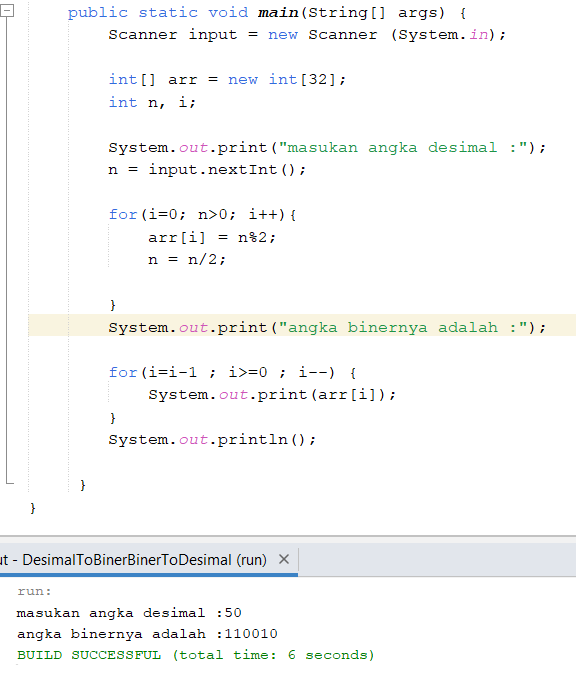 public static void main(String[] args) {
Scanner input = new Scanner (System.in);
int[] arr = new int[32];
int n, i;
System.out.print("masukan angka desimal :");
n = input.nextInt();
for(i=0; n>0; i++){
arr[i] = n%2;
n = n/2;
}
System.out.print("angka binernya adalah :");
for(i=i-1 ; i>=0 ; i--) {
System.out.print(arr[i]);
}
System.out.println();
}
}
ut - DesimalToBinerBinerToDesimal (run) ×
run:
masukan angka desimal :50
angka binernya adalah :110010
BUILD SUCCESSFUL (total time: 6 seconds)